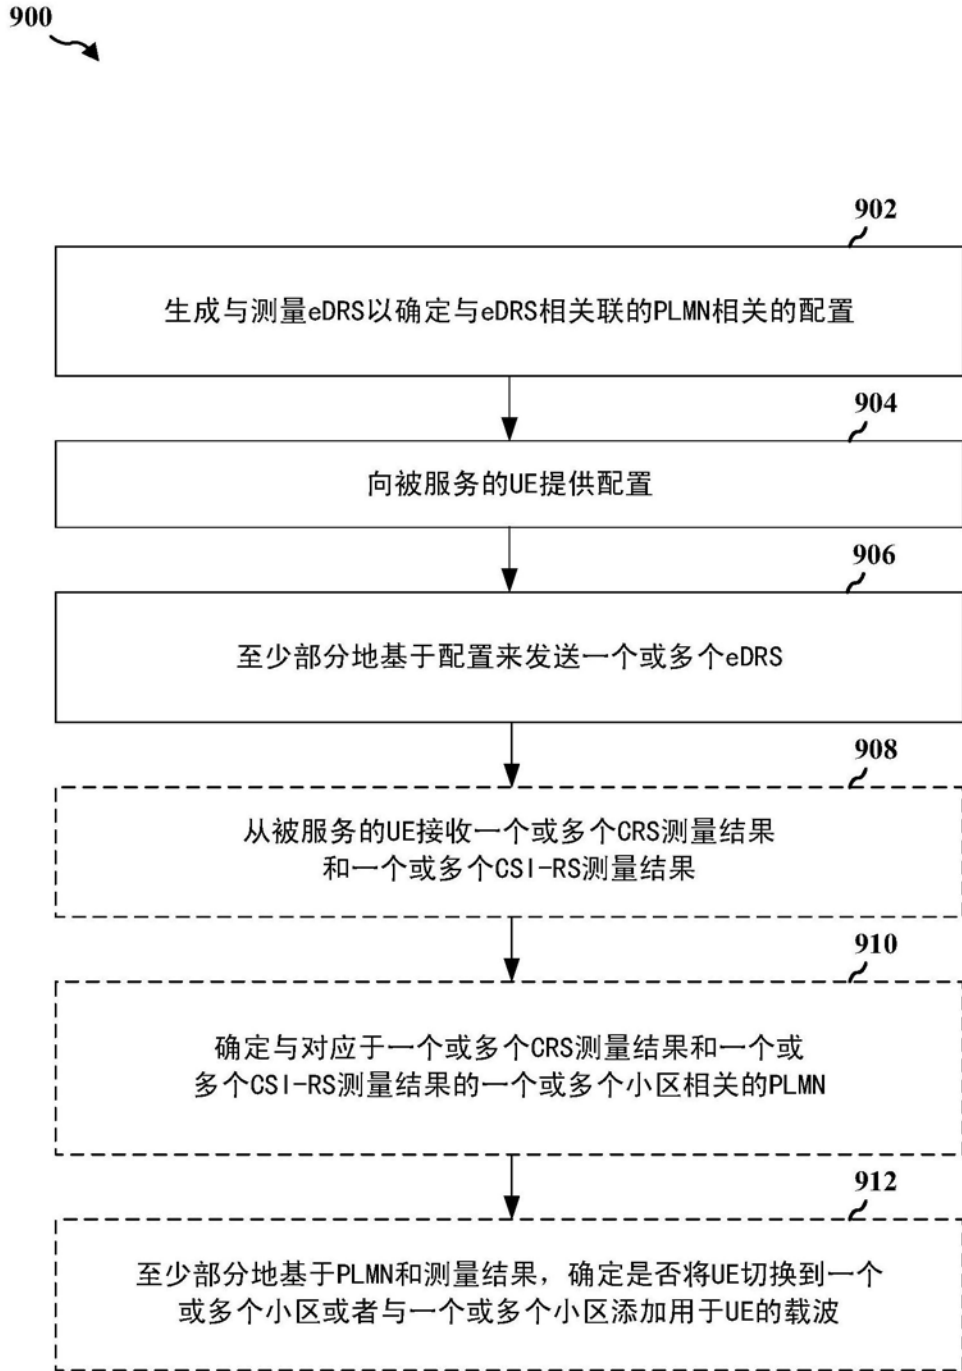 900
902
生成与测量eDRS以确定与eDRS相关联的PLMN相关的配置
904
向被服务的UE提供配置
906
至少部分地基于配置来发送一个或多个eDRS
908
从被服务的UE接收一个或多个CRS测量结果
和一个或多个CSI-RS测量结果
910
确定与对应于一个或多个CRS测量结果和一个或
多个CSI-RS测量结果的一个或多个小区相关的PLMN
912
至少部分地基于PLMN和测量结果，确定是否将UE切换到一个
或多个小区或者与一个或多个小区添加用于UE的载波